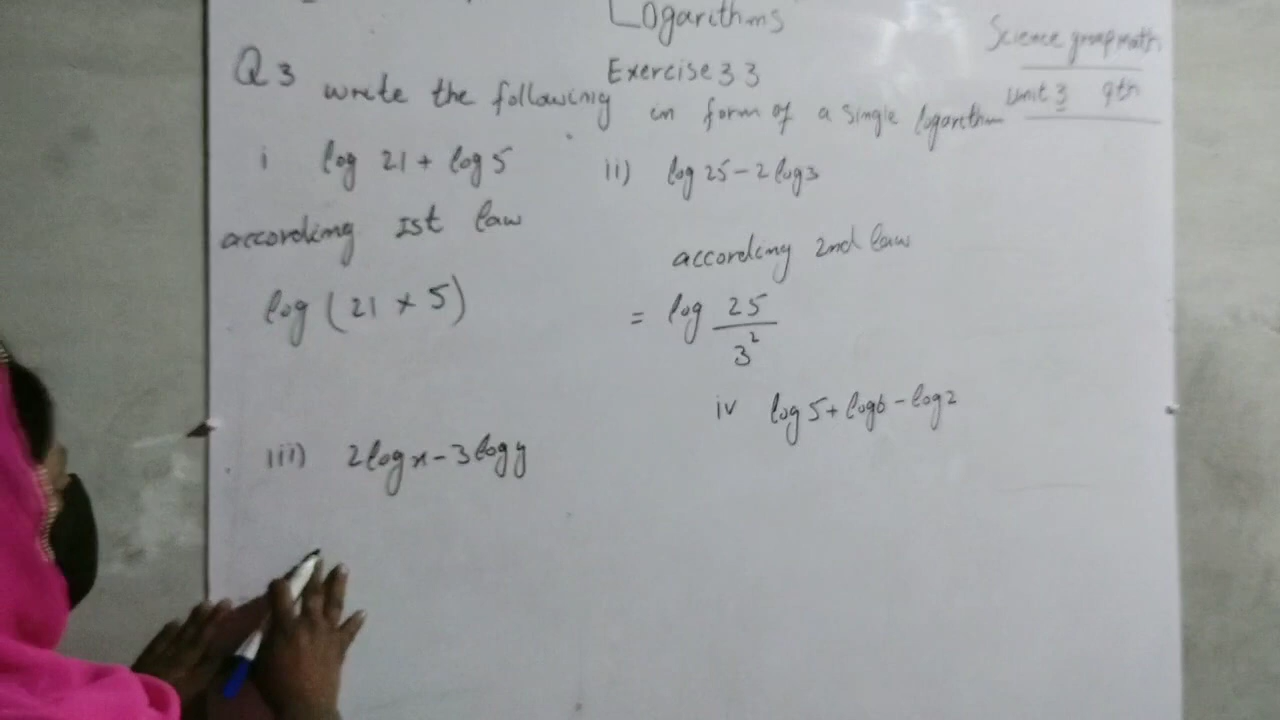 Logarithms
Science group math
Exercise 3 3
Unit 3 9th
Q 3 write the following in form of a single logarithm
i log 21 + log 5
ii) log 25 - 2 log 3
according Ist law
according 2nd law
log (21 × 5)
= log 25/3²
iv log 5 + log 6 - log 2
iii) 2 log x - 3 log y